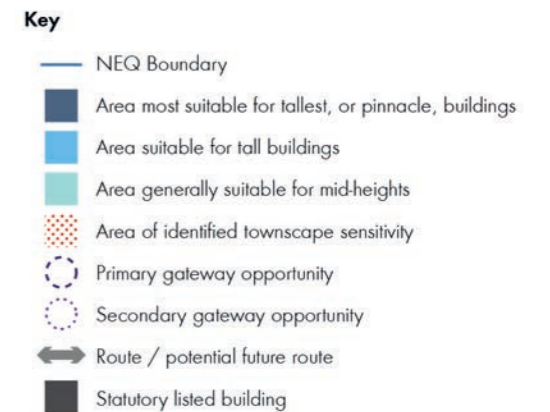 Key
NEQ Boundary
Area most suitable for tallest, or pinnacle, buildings
Area suitable for tall buildings
Area generally suitable for mid-heights
Area of identified townscape sensitivity
Primary gateway opportunity
Secondary gateway opportunity
Route / potential future route
Statutory listed building